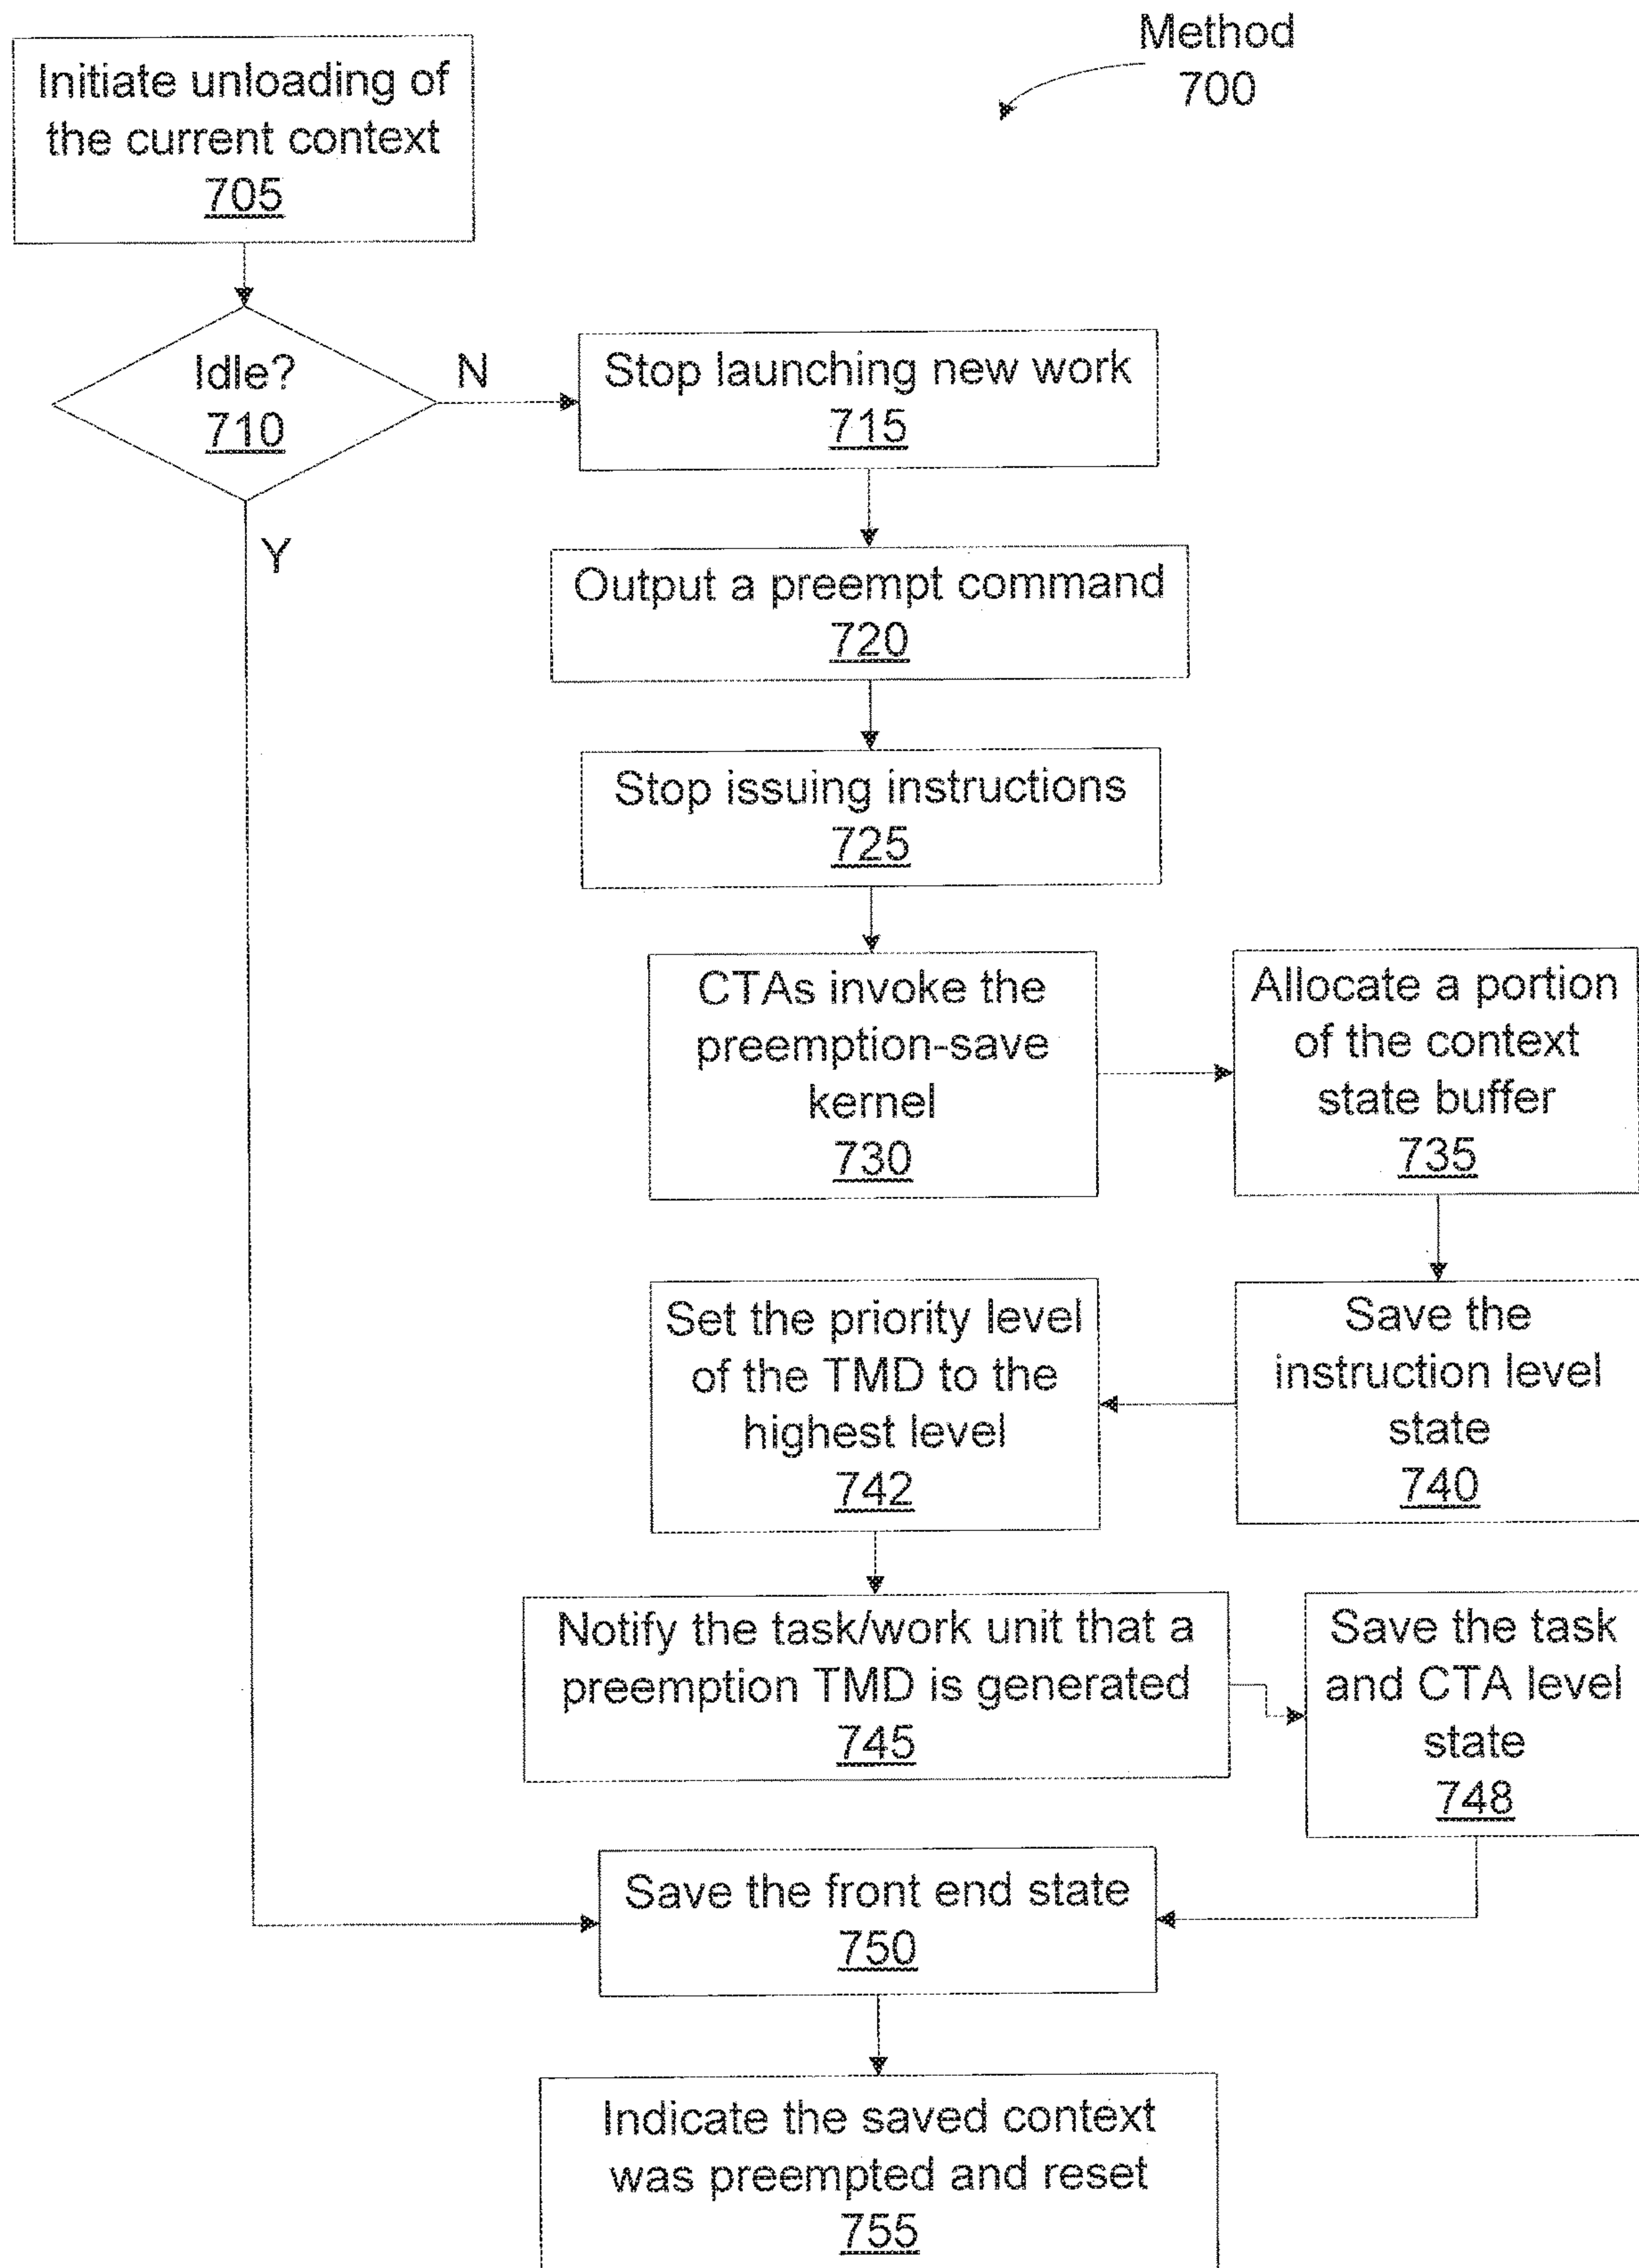 Method
700
Initiate unloading of
the current context
705
Idle?
710
N
Y
Stop launching new work
715
Output a preempt command
720
Stop issuing instructions
725
CTAs invoke the
preemption-save
kernel
730
Allocate a portion
of the context
state buffer
735
Save the
instruction level
state
740
Set the priority level
of the TMD to the
highest level
742
Notify the task/work unit that a
preemption TMD is generated
745
Save the task
and CTA level
state
748
Save the front end state
750
Indicate the saved context
was preempted and reset
755